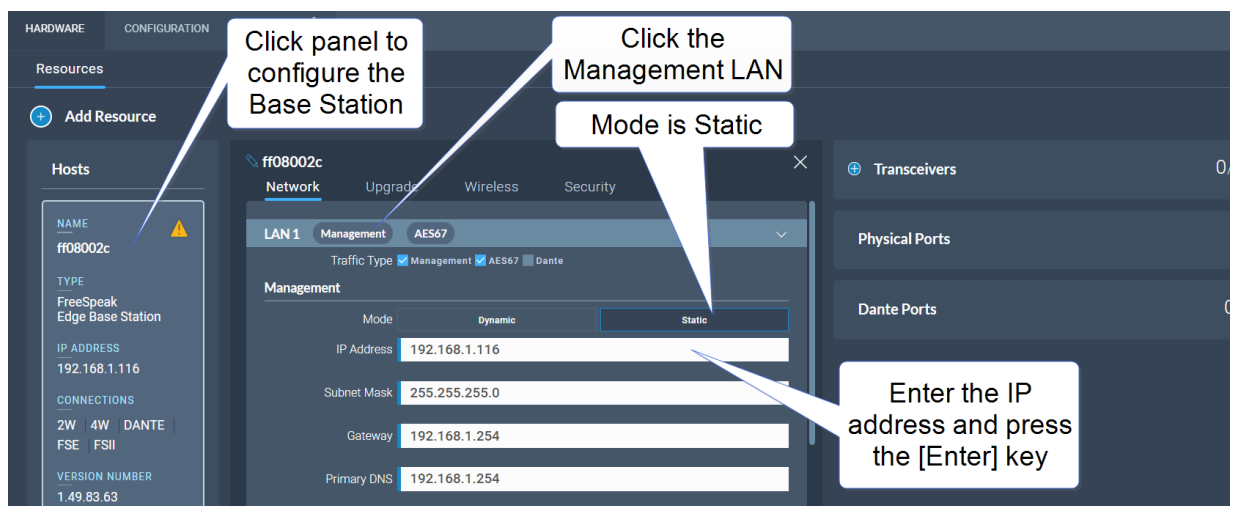 HARDWARE CONFIGURATION
Click panel to
configure the
Base Station
Click the
Management LAN
Mode is Static
Resources
Add Resource
Hosts
NAME
ff08002c
TYPE
FreeSpeak
Edge Base Station
IP ADDRESS
192.168.1.116
CONNECTIONS
2W 4W DANTE
FSE FSII
VERSION NUMBER
1.49.83.63
ff08002c
Network Upgrade Wireless Security
LAN 1 Management AES67
Traffic Type Management AES67 Dante
Management
Mode Dynamic Static
IP Address 192.168.1.116
Subnet Mask 255.255.255.0
Gateway 192.168.1.254
Primary DNS 192.168.1.254
Transceivers 0/
Physical Ports
Dante Ports
Enter the IP
address and press
the [Enter] key